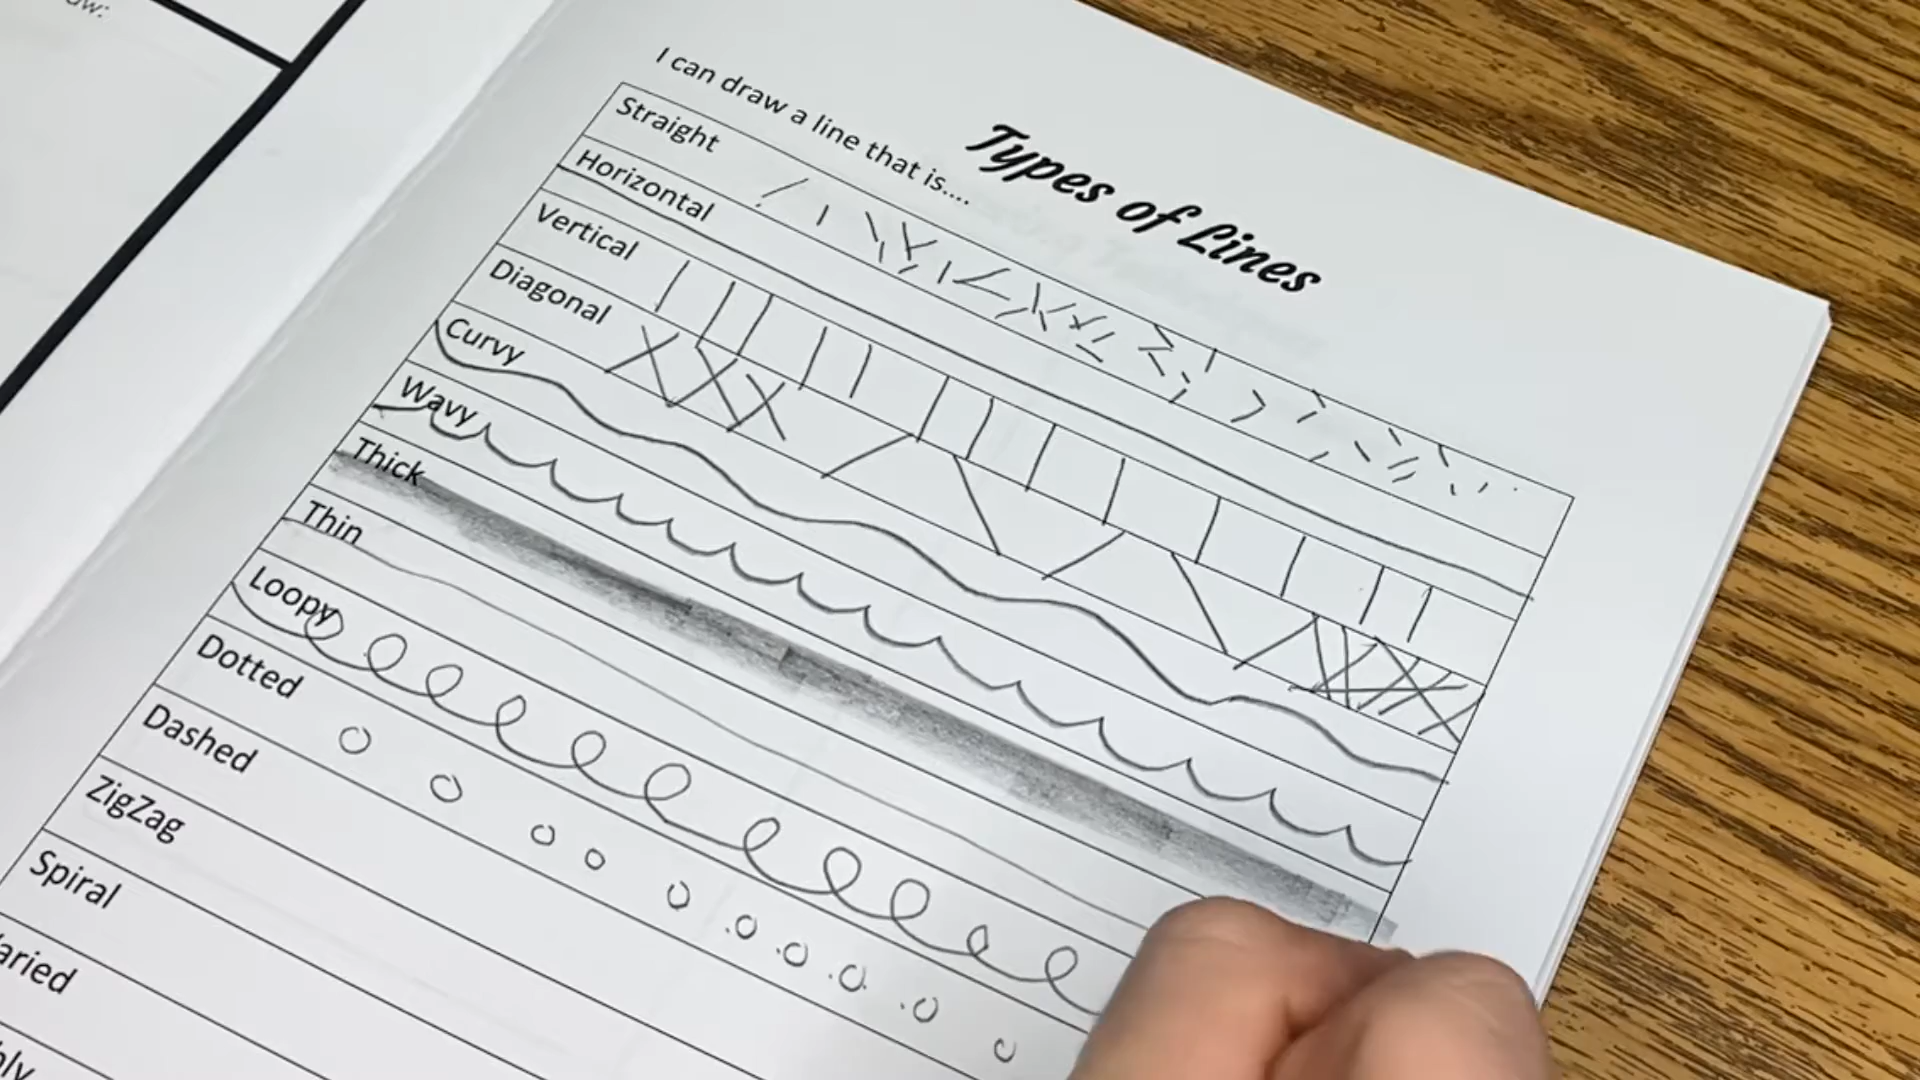 Types of Lines
I can draw a line that is....
Straight
Horizontal
Vertical
Diagonal
Curvy
Wavy
Thick
Thin
Loopy
Dotted
Dashed
ZigZag
Spiral